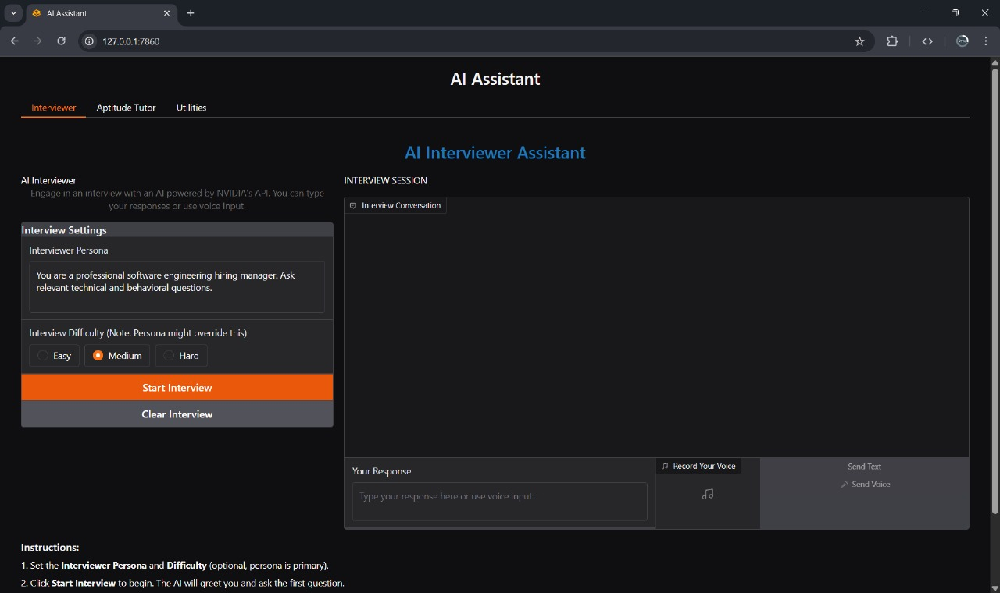 AI Assistant
127.0.0.1:7860
AI Assistant
Interviewer
Aptitude Tutor
Utilities
AI Interviewer Assistant
AI Interviewer
Engage in an interview with an AI powered by NVIDIA's API. You can type
your responses or use voice input.
Interview Settings
Interviewer Persona
You are a professional software engineering hiring manager. Ask
relevant technical and behavioral questions.
Interview Difficulty (Note: Persona might override this)
Easy
Medium
Hard
Start Interview
Clear Interview
INTERVIEW SESSION
Interview Conversation
Your Response
Type your response here or use voice input...
Record Your Voice
Send Text
Send Voice
Instructions:
1. Set the Interviewer Persona and Difficulty (optional, persona is primary).
2. Click Start Interview to begin. The AI will greet you and ask the first question.